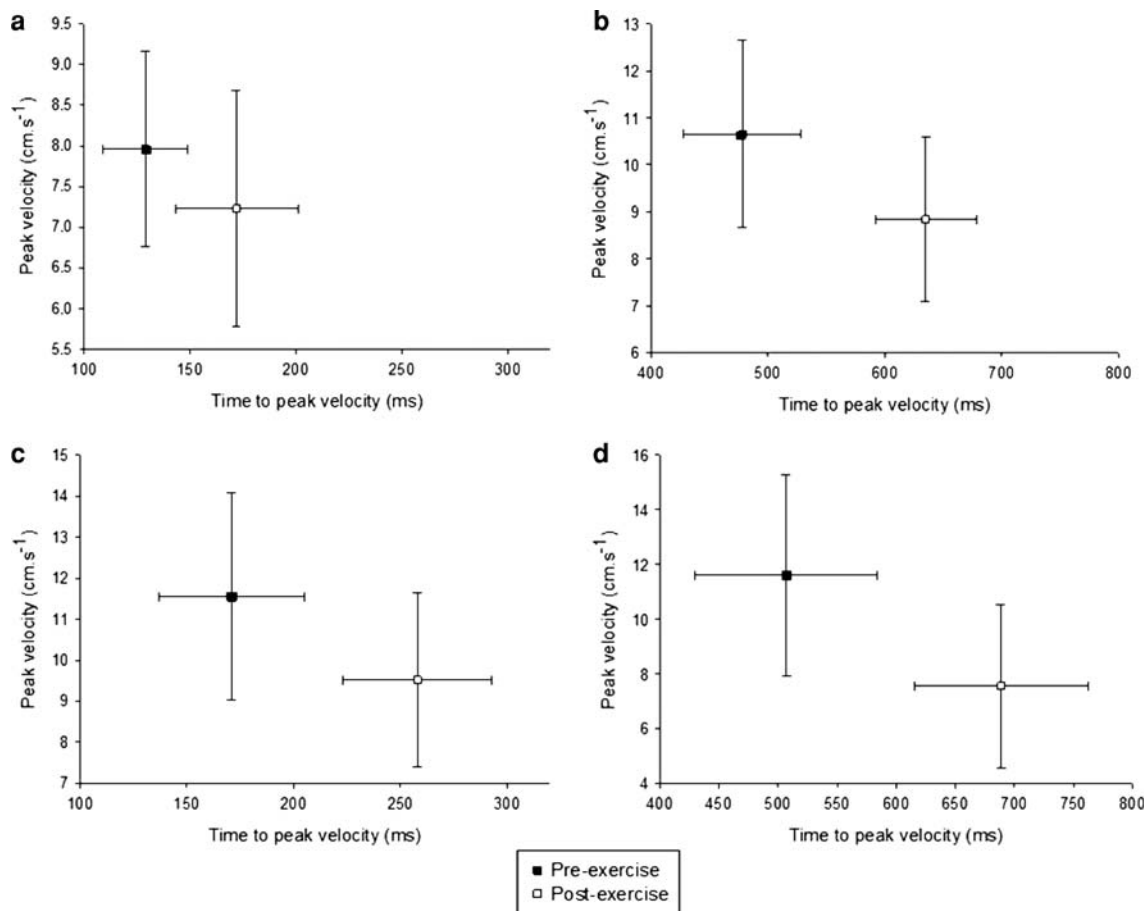 a
9.5
9.0
8.5
8.0
7.5
7.0
6.5
6.0
5.5
Peak velocity (cm.s-1)
100 150 200 250 300
Time to peak velocity (ms)
b
13
12
11
10
9
8
7
6
Peak velocity (cm.s-1)
400 500 600 700 800
Time to peak velocity (ms)
c
15
14
13
12
11
10
9
8
7
Peak velocity (cm.s-1)
100 150 200 250 300
Time to peak velocity (ms)
d
16
14
12
10
8
6
4
Peak velocity (cm.s-1)
400 450 500 550 600 650 700 750 800
Time to peak velocity (ms)
Pre-exercise
Post-exercise